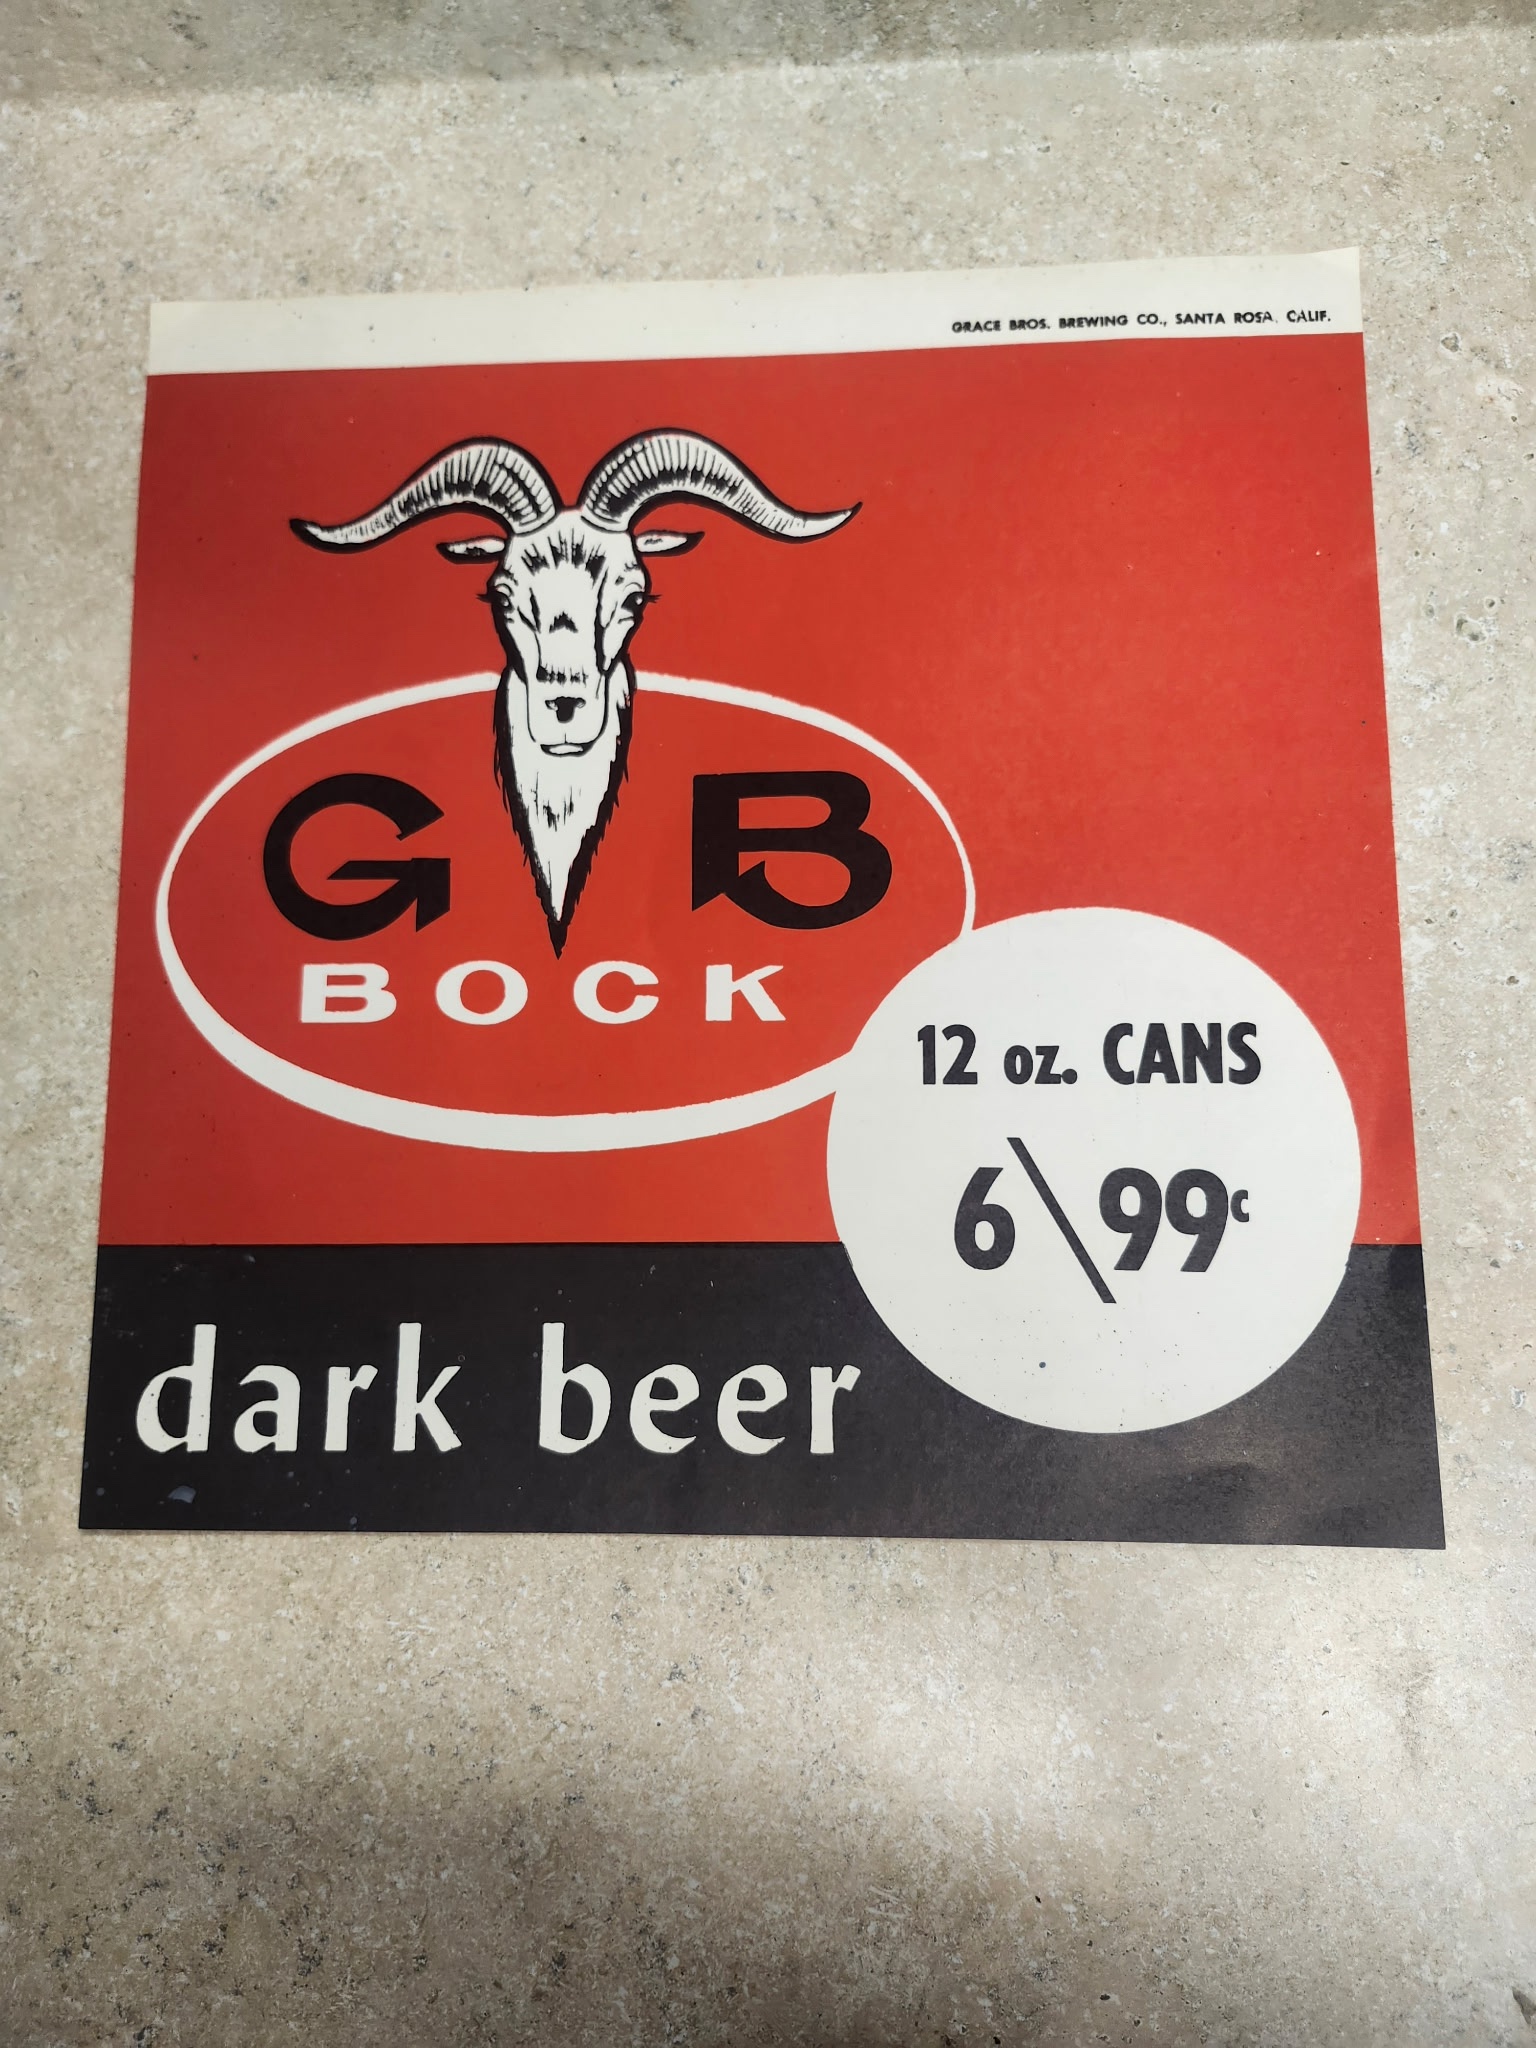 GRACE BROS. BREWING CO., SANTA ROSA, CALIF.
G B
BOCK
12 oz. CANS
6\99c
dark beer